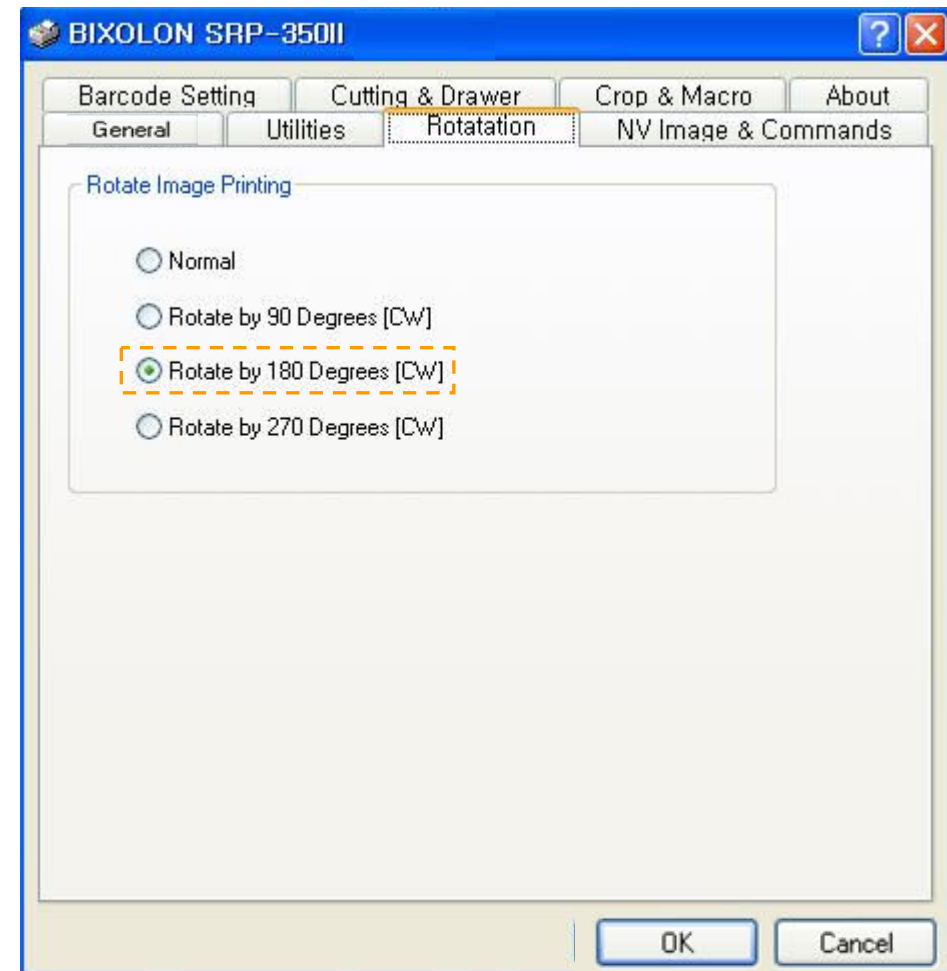 BIXOLON SRP-350II
Barcode Setting Cutting & Drawer Crop & Macro About
General Utilities Rotatation NV Image & Commands
Rotate Image Printing
Normal
Rotate by 90 Degrees [CW]
Rotate by 180 Degrees [CW]
Rotate by 270 Degrees [CW]
OK Cancel